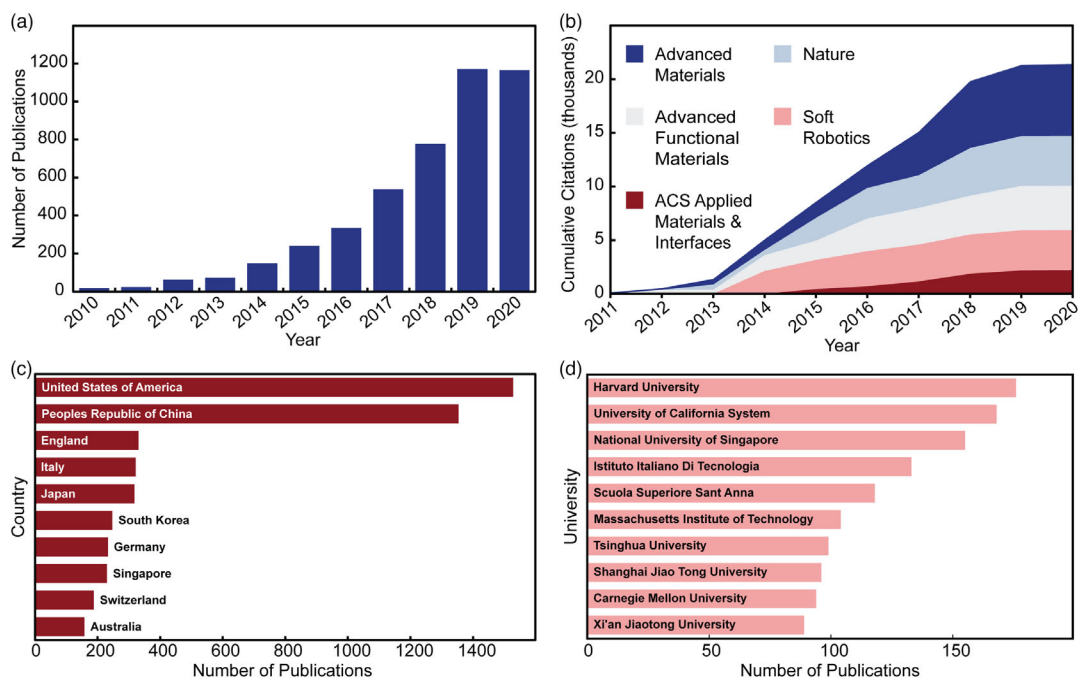 (a)
Number of Publications
1200
1000
800
600
400
200
0
2010
2011
2012
2013
2014
2015
2016
2017
2018
2019
2020
Year
(b)
Cumulative Citations (thousands)
20
15
10
5
0
Advanced
Materials
Nature
Advanced
Functional
Materials
Soft
Robotics
ACS Applied
Materials &
Interfaces
2011
2012
2013
2014
2015
2016
2017
2018
2019
2020
Year
(c)
Country
United States of America
Peoples Republic of China
England
Italy
Japan
South Korea
Germany
Singapore
Switzerland
Australia
0
200
400
600
800
1000
1200
1400
Number of Publications
(d)
University
Harvard University
University of California System
National University of Singapore
Istituto Italiano Di Tecnologia
Scuola Superiore Sant Anna
Massachusetts Institute of Technology
Tsinghua University
Shanghai Jiao Tong University
Carnegie Mellon University
Xi'an Jiaotong University
0
50
100
150
Number of Publications